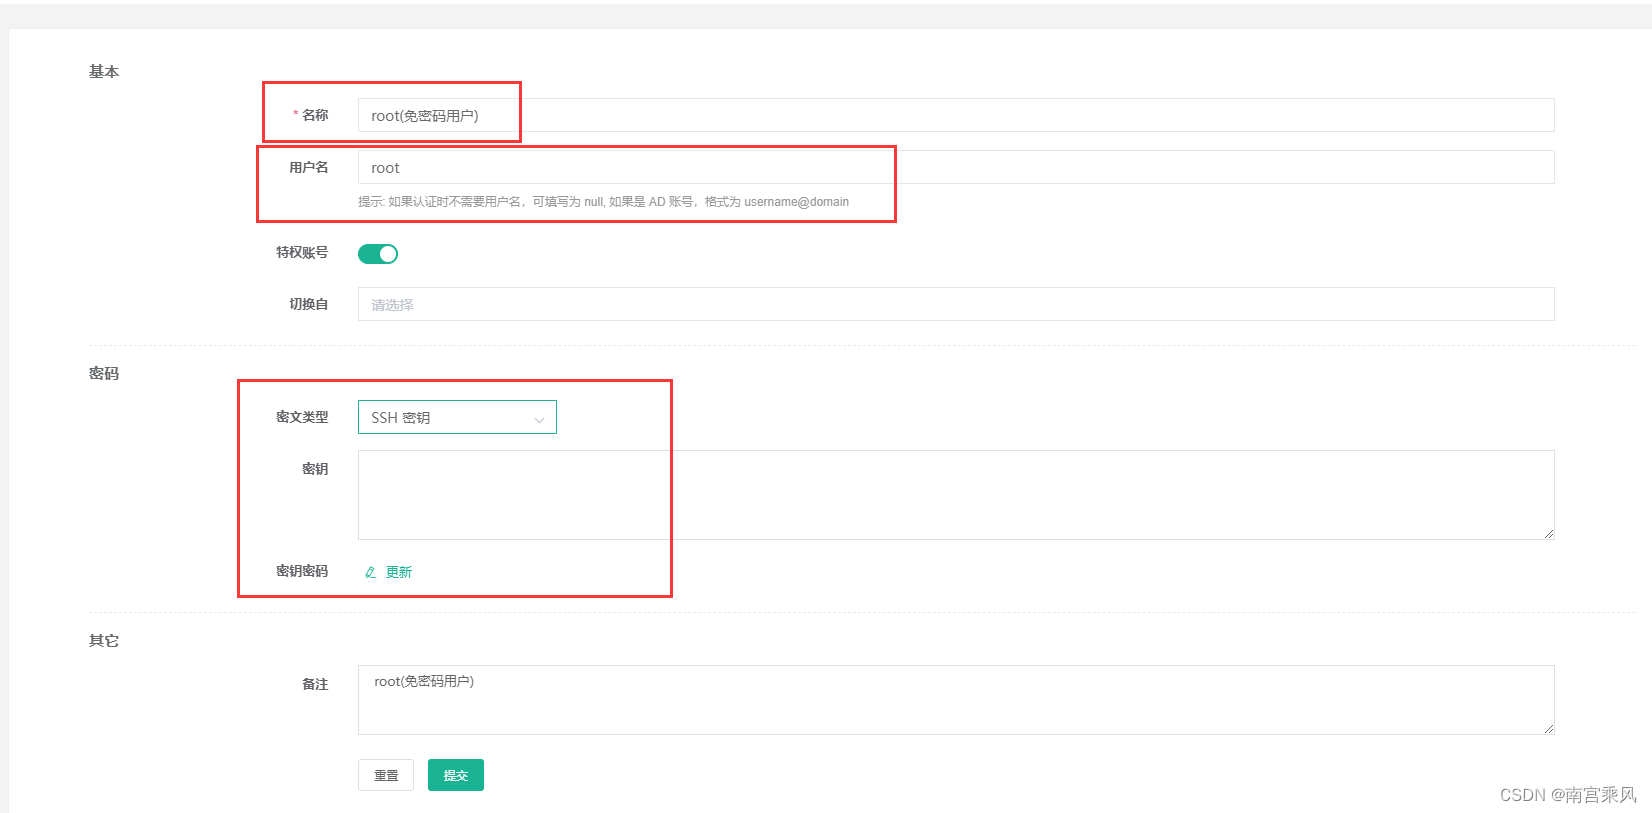 基本
* 名称 root(免密码用户)
用户名 root
提示: 如果认证时不需要用户名，可填写为 null, 如果是 AD 账号，格式为 username@domain
特权账号
切换自 请选择
密码
密文类型 SSH 密钥
密钥
密钥密码 更新
其它
备注 root(免密码用户)
重置 提交
CSDN @南宫乘风